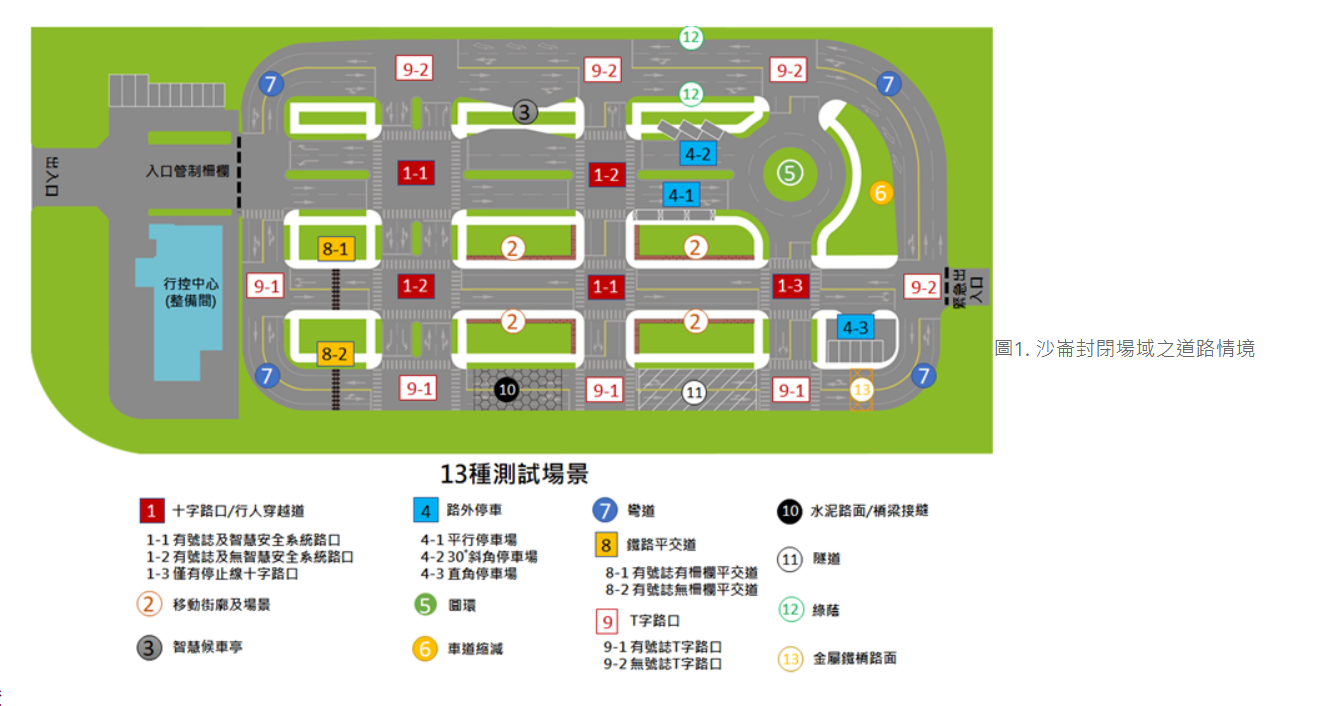 12
9-2
9-2
9-2
7
7
12
3
出入口
入口管制柵欄
1-1
1-2
4-2
5
4-1
6
8-1
2
2
行控中心
(整備間)
9-1
1-2
1-1
1-3
9-2
緊急出
入口
2
2
4-3
8-2
圖1. 沙崙封閉場域之道路情境
7
9-1
10
9-1
11
9-1
13
7
13種測試場景
1 十字路口/行人穿越道
1-1 有號誌及智慧安全系統路口
1-2 有號誌及無智慧安全系統路口
1-3 僅有停止線十字路口
2 移動街廓及場景
3 智慧候車亭
4 路外停車
4-1 平行停車場
4-2 30°斜角停車場
4-3 直角停車場
5 圓環
6 車道縮減
7 彎道
8 鐵路平交道
8-1 有號誌有柵欄平交道
8-2 有號誌無柵欄平交道
9 T字路口
9-1 有號誌T字路口
9-2 無號誌T字路口
10 水泥路面/橋梁接縫
11 隧道
12 綠蔭
13 金屬鐵橋路面